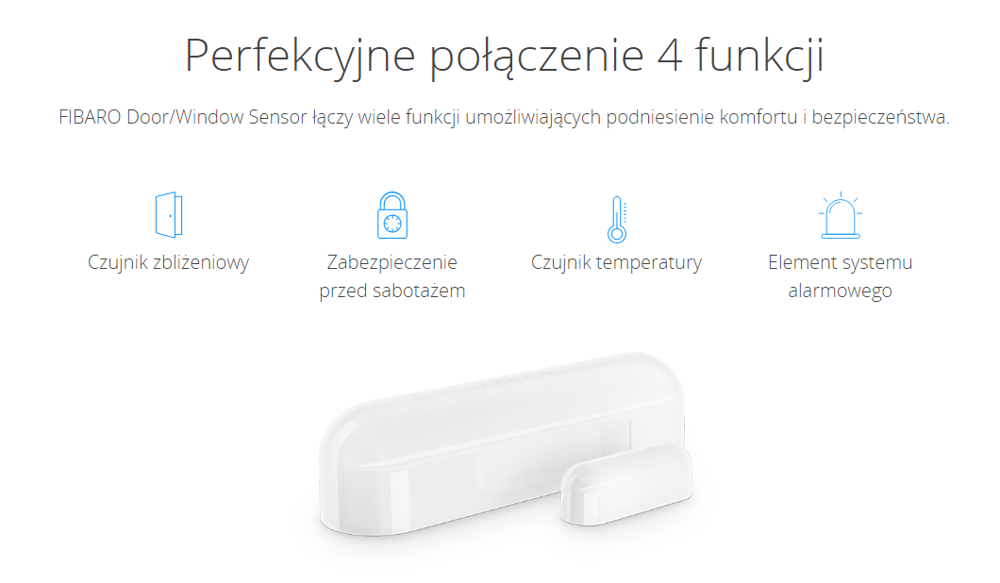 Perfekcyjne połączenie 4 funkcji
FIBARO Door/Window Sensor łączy wiele funkcji umożliwiających podniesienie komfortu i bezpieczeństwa.
Czujnik zbliżeniowy
Zabezpieczenie
przed sabotażem
Czujnik temperatury
Element systemu
alarmowego